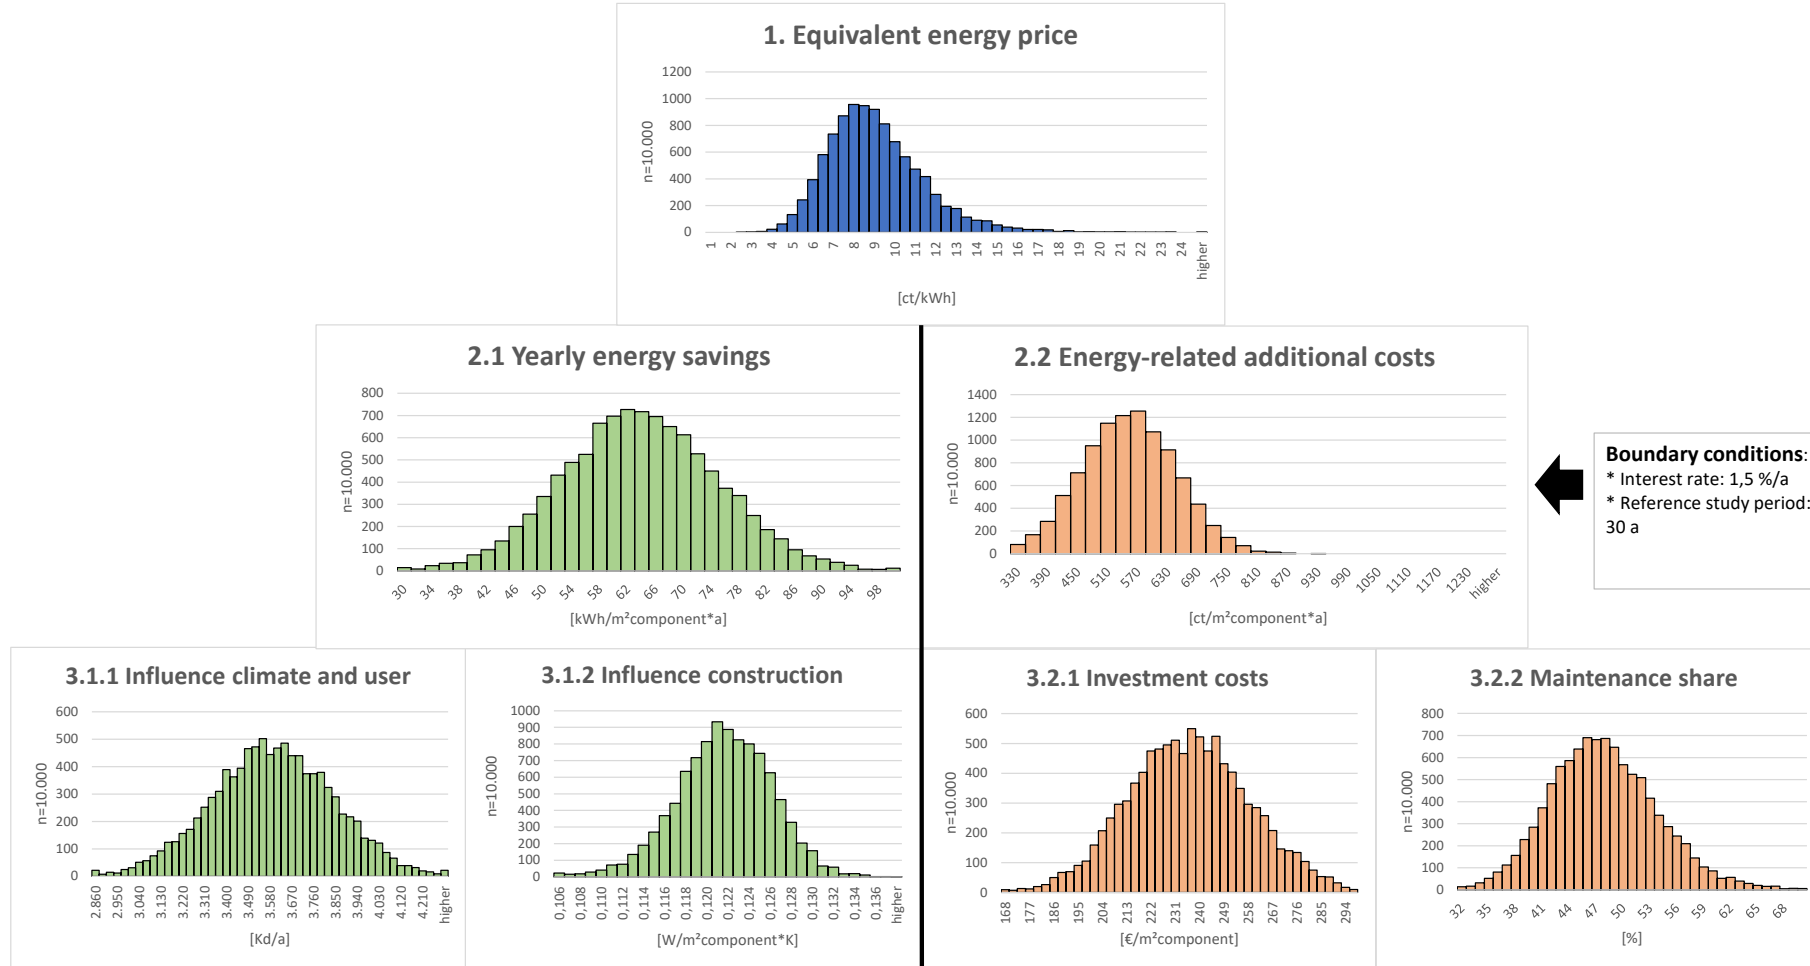 1. Equivalent energy price
1200
1000
800
600
400
200
0
n=10.000
1 2 3 4 5 6 7 8 9 10 11 12 13 14 15 16 17 18 19 20 21 22 23 24 higher
[ct/kWh]
2.1 Yearly energy savings
800
700
600
500
400
300
200
100
0
n=10.000
30 34 38 42 46 50 54 58 62 66 70 74 78 82 86 90 94 98
[kWh/m²component*a]
2.2 Energy-related additional costs
1400
1200
1000
800
600
400
200
0
n=10.000
330 390 450 510 570 630 690 750 810 870 930 990 1050 1110 1170 1230 higher
[ct/m²component*a]
Boundary conditions:
* Interest rate: 1,5 %/a
* Reference study period:
30 a
3.1.1 Influence climate and user
600
500
400
300
200
100
0
n=10.000
2.860 2.950 3.040 3.130 3.220 3.310 3.400 3.490 3.580 3.670 3.760 3.850 3.940 4.030 4.120 4.210 higher
[Kd/a]
3.1.2 Influence construction
1000
900
800
700
600
500
400
300
200
100
0
n=10.000
0,106 0,108 0,110 0,112 0,114 0,116 0,118 0,120 0,122 0,124 0,126 0,128 0,130 0,132 0,134 0,136 higher
[W/m²component*K]
3.2.1 Investment costs
600
500
400
300
200
100
0
n=10.000
168 177 186 195 204 213 222 231 240 249 258 267 276 285 294
[€/m²component]
3.2.2 Maintenance share
800
700
600
500
400
300
200
100
0
n=10.000
32 35 38 41 44 47 50 53 56 59 62 65 68
[%]